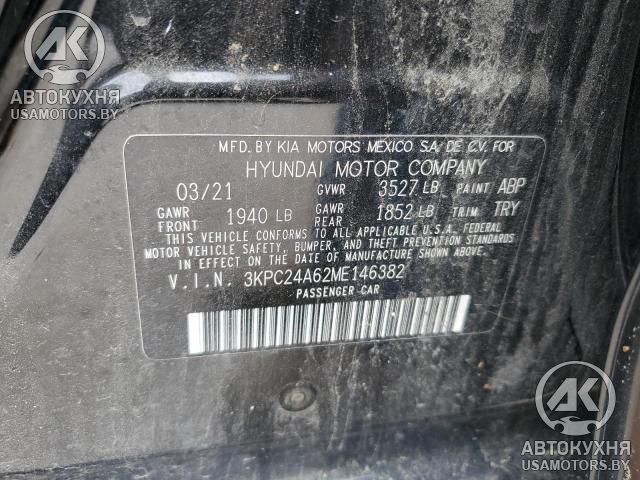 AK
АВТОКУХНЯ
USAMOTORS.BY
MFD. BY KIA MOTORS MEXICO S.A. DE C.V. FOR
HYUNDAI MOTOR COMPANY
03/21 GVWR 3527 LB PAINT ABP
GAWR FRONT 1940 LB GAWR REAR 1852 LB TRIM TRY
THIS VEHICLE CONFORMS TO ALL APPLICABLE U.S.A. FEDERAL
MOTOR VEHICLE SAFETY, BUMPER, AND THEFT PREVENTION STANDARDS
IN EFFECT ON THE DATE OF MANUFACTURE SHOWN ABOVE.
V.I.N. 3KPC24A62ME146382
PASSENGER CAR
AK
АВТОКУХНЯ
USAMOTORS.BY